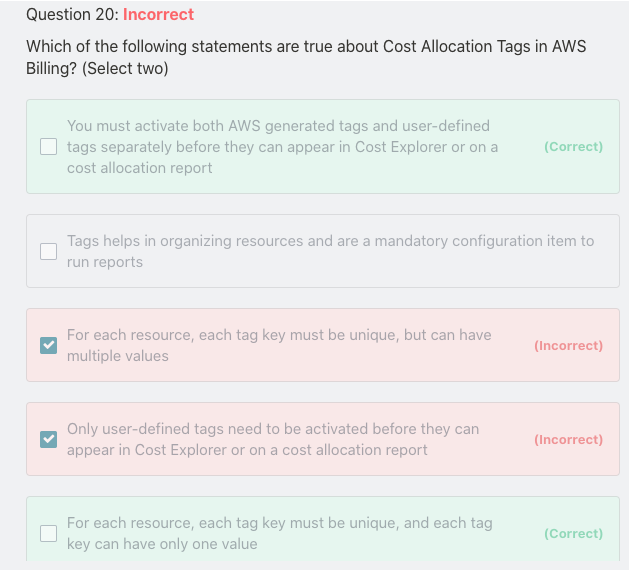 Question 20: Incorrect
Which of the following statements are true about Cost Allocation Tags in AWS
Billing? (Select two)
You must activate both AWS generated tags and user-defined
tags separately before they can appear in Cost Explorer or on a
cost allocation report
(Correct)
Tags helps in organizing resources and are a mandatory configuration item to
run reports
For each resource, each tag key must be unique, but can have
multiple values
(Incorrect)
Only user-defined tags need to be activated before they can
appear in Cost Explorer or on a cost allocation report
(Incorrect)
For each resource, each tag key must be unique, and each tag
key can have only one value
(Correct)